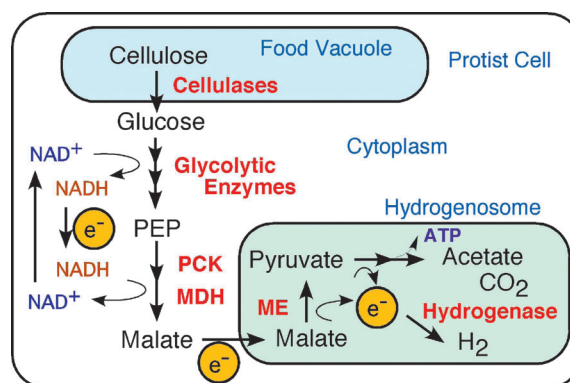 Food Vacuole
Protist Cell
Cellulose
Cellulases
Glucose
Cytoplasm
NAD+
Glycolytic
Enzymes
NADH
Hydrogenosome
e-
PEP
ATP
NADH
PCK
Pyruvate
Acetate
CO2
NAD+
MDH
ME
e-
Hydrogenase
Malate
e-
Malate
H2